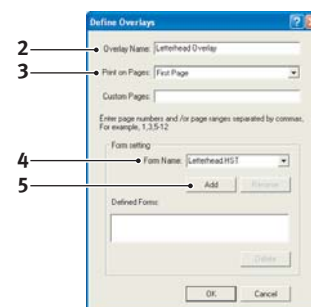 Define Overlays
2 Overlay Name: Letterhead Overlay
3 Print on Pages: First Page
Custom Pages:
Enter page numbers and /or page ranges separated by commas,
For example, 1,3,5-12
Form setting
4 Form Name: Letterhead.HST
5 Add Remove
Defined Forms:
Delete
OK Cancel